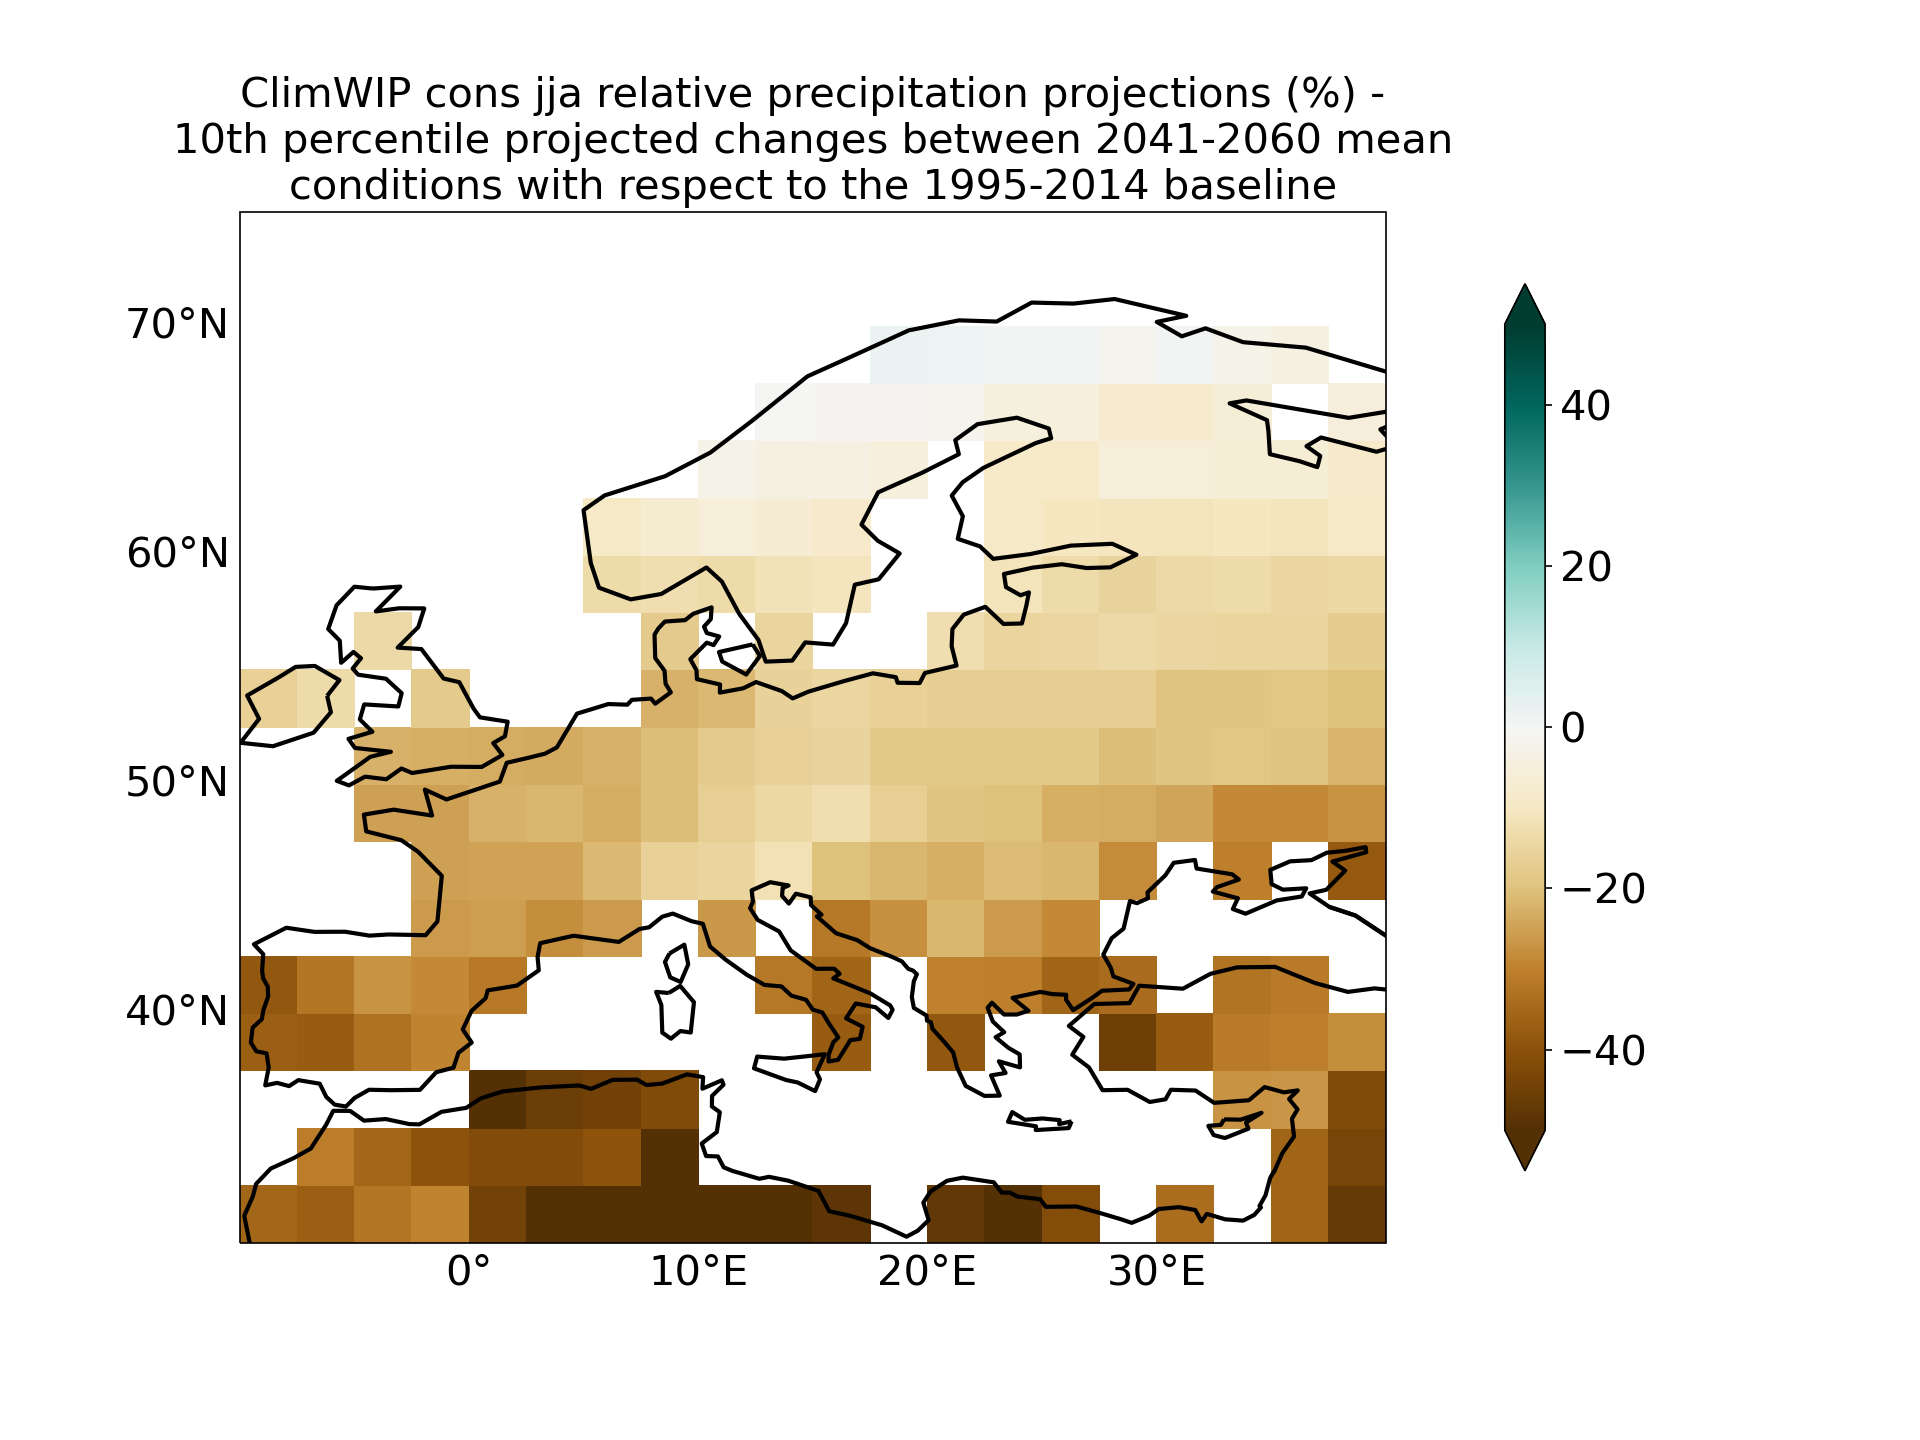 ClimWIP cons jja relative precipitation projections (%) -
10th percentile projected changes between 2041-2060 mean
conditions with respect to the 1995-2014 baseline
70°N
60°N
50°N
40°N
0°
10°E
20°E
30°E
40
20
0
−20
−40